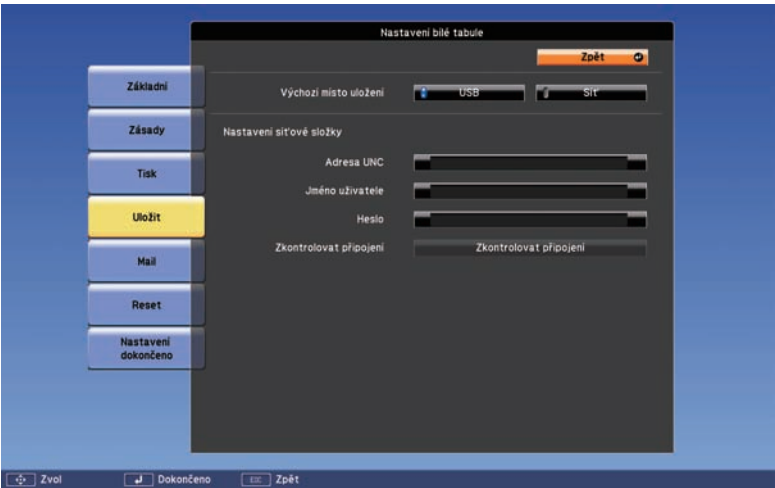 Nastavení bílé tabule
Zpět
Základní
Výchozí místo uložení
USB
Síť
Zásady
Nastavení síťové složky
Adresa UNC
Tisk
Jméno uživatele
Uložit
Heslo
Zkontrolovat připojení
Zkontrolovat připojení
Mail
Reset
Nastavení
dokončeno
Zvol
Dokončeno
ESC
Zpět